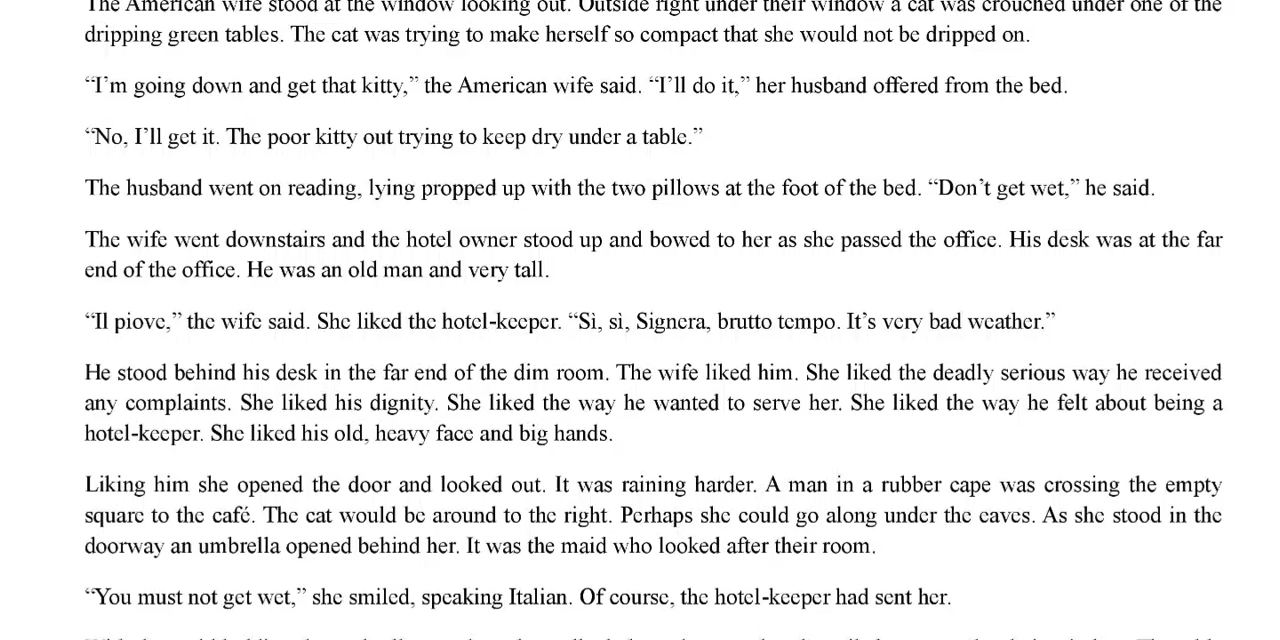 The American wife stood at the window looking out. Outside right under their window a cat was crouched under one of the
dripping green tables. The cat was trying to make herself so compact that she would not be dripped on.
“I’m going down and get that kitty,” the American wife said. “I’ll do it,” her husband offered from the bed.
“No, I’ll get it. The poor kitty out trying to keep dry under a table.”
The husband went on reading, lying propped up with the two pillows at the foot of the bed. “Don’t get wet,” he said.
The wife went downstairs and the hotel owner stood up and bowed to her as she passed the office. His desk was at the far
end of the office. He was an old man and very tall.
“Il piove,” the wife said. She liked the hotel-keeper. “Sì, sì, Signera, brutto tempo. It’s very bad weather.”
He stood behind his desk in the far end of the dim room. The wife liked him. She liked the deadly serious way he received
any complaints. She liked his dignity. She liked the way he wanted to serve her. She liked the way he felt about being a
hotel-keeper. She liked his old, heavy face and big hands.
Liking him she opened the door and looked out. It was raining harder. A man in a rubber cape was crossing the empty
square to the café. The cat would be around to the right. Perhaps she could go along under the eaves. As she stood in the
doorway an umbrella opened behind her. It was the maid who looked after their room.
“You must not get wet,” she smiled, speaking Italian. Of course, the hotel-keeper had sent her.